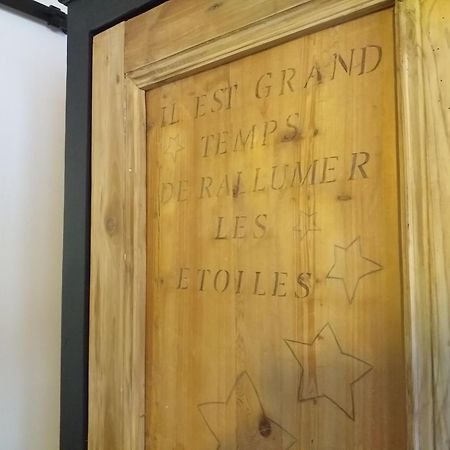 IL EST GRAND
TEMPS
DE RALLUMER
LES
ETOILES